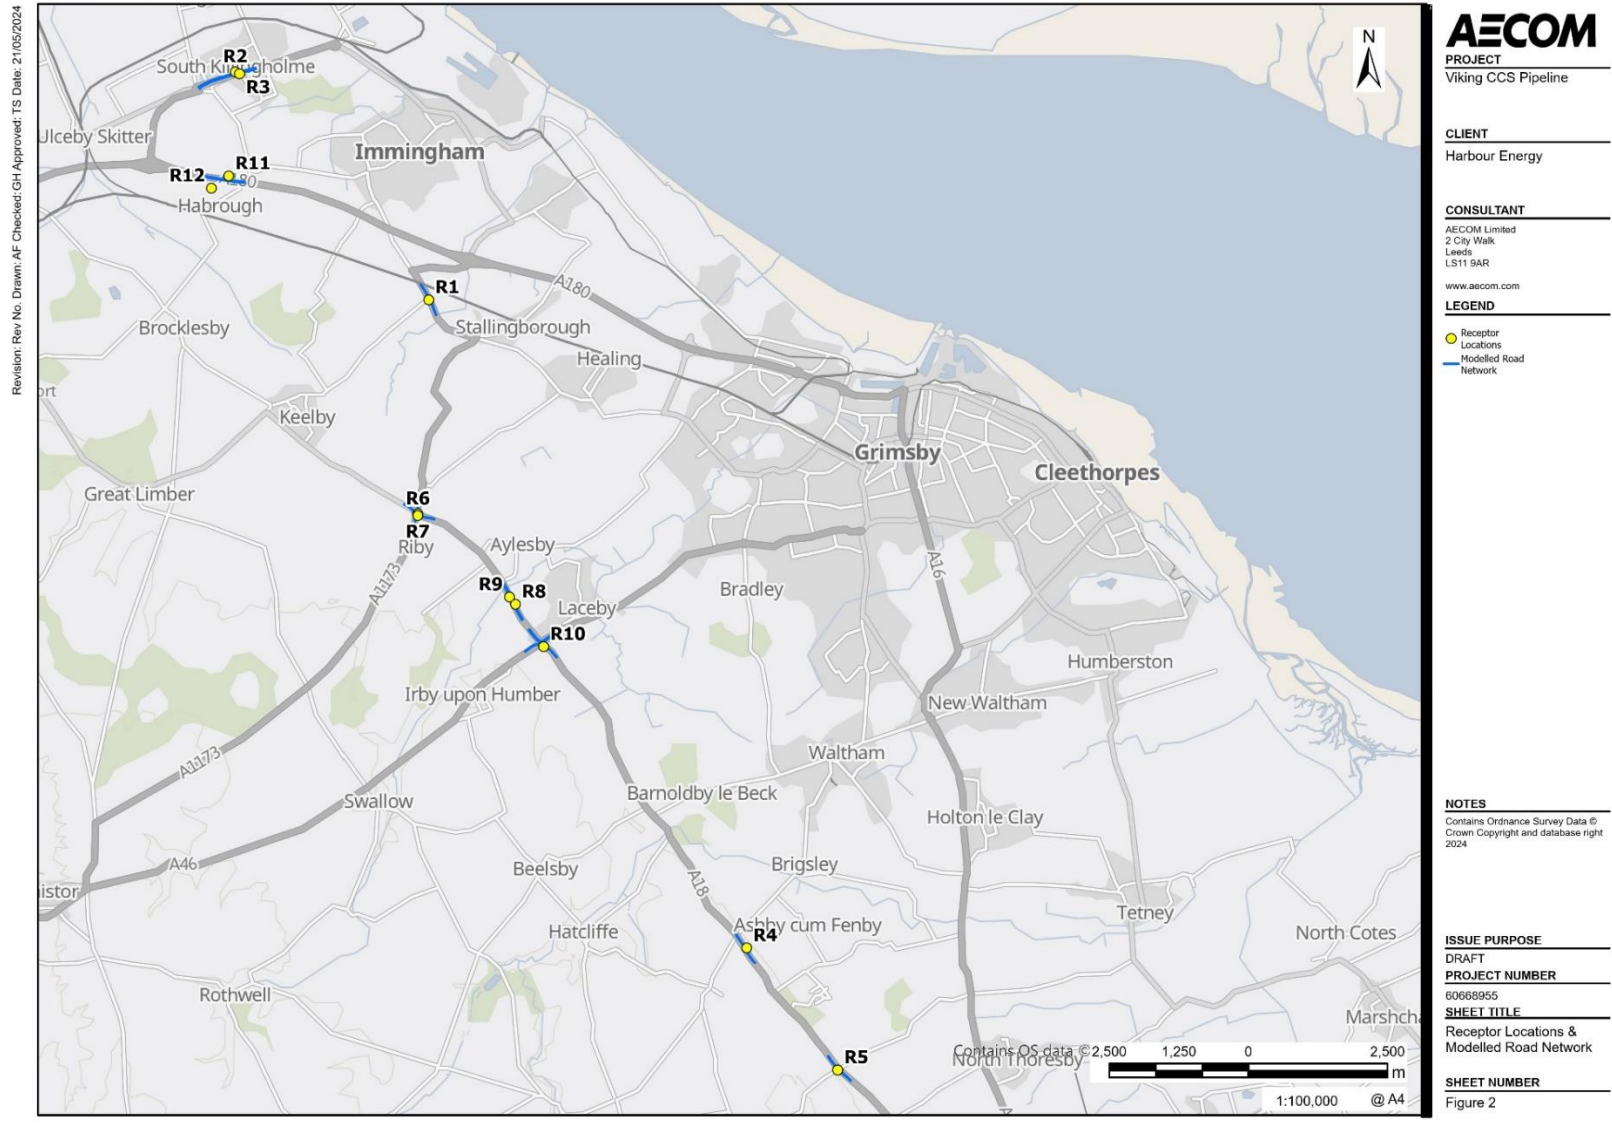 Revision: Rev No. Drawn: AF Checked: GH Approved: TS Date: 21/05/2024
N
R2
South Killingholme
R3
Ulceby Skitter
Immingham
R11
R12
A180
Habrough
R1
A180
Brocklesby
Stallingborough
Healing
ort
Keelby
Grimsby
Cleethorpes
Great Limber
R6
R7
Riby
Aylesby
A16
A1173
R9
R8
Bradley
Laceby
R10
Humberston
Irby upon Humber
New Waltham
A1173
Waltham
Swallow
Barnoldby le Beck
Holton le Clay
A46
Beelsby
Brigsley
A18
istor
Tetney
Ashby cum Fenby
Hatcliffe
R4
North Cotes
Rothwell
Marshcha
R5
Contains OS data ©
North Thoresby
2,500 1,250 0 2,500
m
1:100,000 @ A4
A
AECOM
PROJECT
Viking CCS Pipeline
CLIENT
Harbour Energy
CONSULTANT
AECOM Limited
2 City Walk
Leeds
LS11 9AR
www.aecom.com
LEGEND
Receptor
Locations
Modelled Road
Network
NOTES
Contains Ordnance Survey Data ©
Crown Copyright and database right
2024
ISSUE PURPOSE
DRAFT
PROJECT NUMBER
60668955
SHEET TITLE
Receptor Locations &
Modelled Road Network
SHEET NUMBER
Figure 2